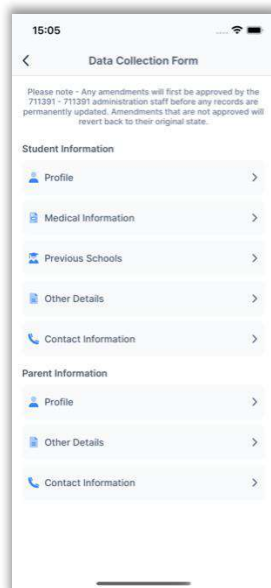 15:05
Data Collection Form
Please note - Any amendments will first be approved by the
711391 - 711391 administration staff before any records are
permanently updated. Amendments that are not approved will
revert back to their original state.
Student Information
Profile
Medical Information
Previous Schools
Other Details
Contact Information
Parent Information
Profile
Other Details
Contact Information